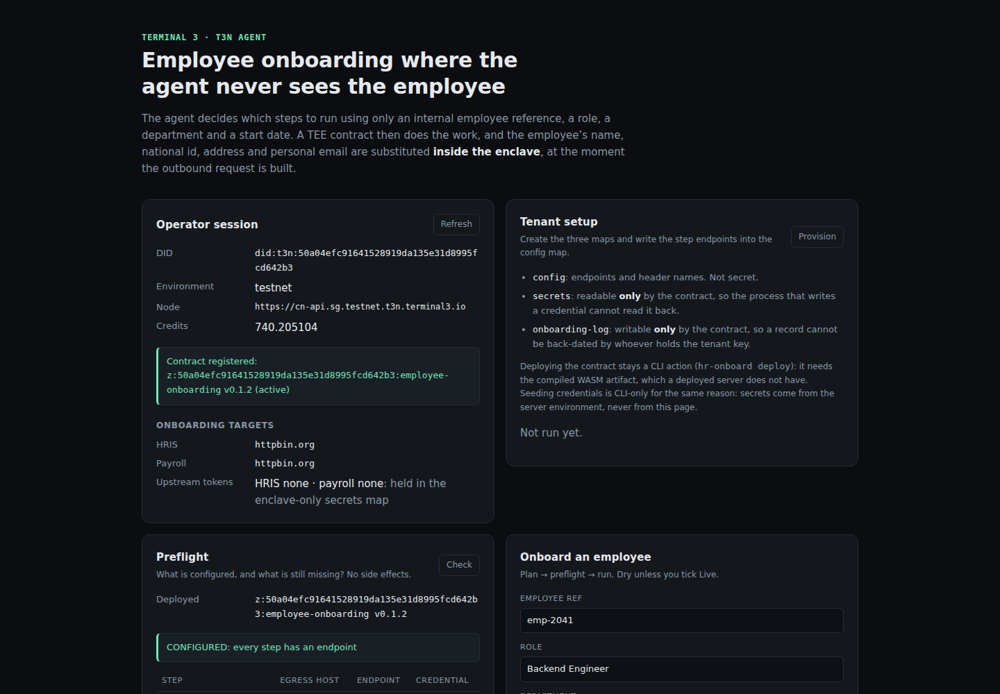 TERMINAL 3 · T3N AGENT
Employee onboarding where the
agent never sees the employee
The agent decides which steps to run using only an internal employee reference, a role, a
department and a start date. A TEE contract then does the work, and the employee’s name,
national id, address and personal email are substituted inside the enclave, at the moment
the outbound request is built.
Operator session
Refresh
DID
did:t3n:50a04efc91641528919da135e31d8995f
cd642b3
Environment
testnet
Node
https://cn-api.sg.testnet.t3n.terminal3.io
Credits
740.205104
Contract registered:
z:50a04efc91641528919da135e31d8995fcd642b3:employee-
onboarding v0.1.2 (active)
ONBOARDING TARGETS
HRIS
httpbin.org
Payroll
httpbin.org
Upstream tokens
HRIS none · payroll none: held in the
enclave-only secrets map
Tenant setup
Create the three maps and write the step endpoints into the
config map.
Provision
• config: endpoints and header names. Not secret.
• secrets: readable only by the contract, so the process that writes
a credential cannot read it back.
• onboarding-log: writable only by the contract, so a record cannot
be back-dated by whoever holds the tenant key.
Deploying the contract stays a CLI action (hr-onboard deploy): it needs
the compiled WASM artifact, which a deployed server does not have.
Seeding credentials is CLI-only for the same reason: secrets come from the
server environment, never from this page.
Not run yet.
Preflight
What is configured, and what is still missing? No side effects.
Check
Deployed
z:50a04efc91641528919da135e31d8995fcd642b
3:employee-onboarding v0.1.2
CONFIGURED: every step has an endpoint
STEP EGRESS HOST ENDPOINT CREDENTIAL
Onboard an employee
Plan → preflight → run. Dry unless you tick Live.
EMPLOYEE REF
emp-2041
ROLE
Backend Engineer